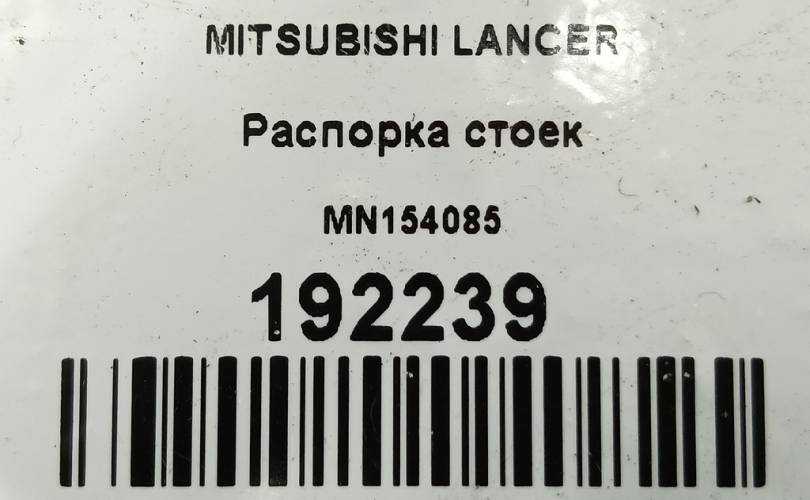 MITSUBISHI LANCER
Распорка стоек
MN154085
192239